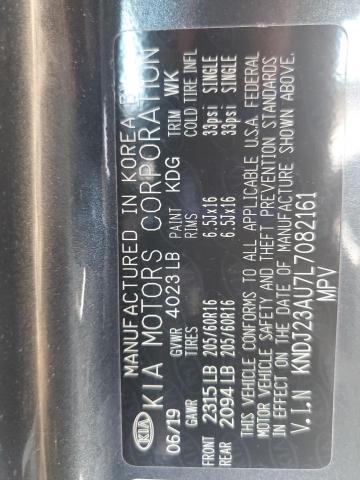 MANUFACTURED IN KOREA BY
KIA KIA MOTORS CORPORATION
06/19 GVWR 4023 LB PAINT KDG TRIM WK
GAWR TIRES RIMS COLD TIRE INFL
FRONT 2315 LB 205/60R16 6.5Jx16 33psi SINGLE
REAR 2094 LB 205/60R16 6.5Jx16 33psi SINGLE
THIS VEHICLE CONFORMS TO ALL APPLICABLE U.S.A. FEDERAL
MOTOR VEHICLE SAFETY AND THEFT PREVENTION STANDARDS
IN EFFECT ON THE DATE OF MANUFACTURE SHOWN ABOVE.
V.I.N KNDJ23AU7L7082161
MPV